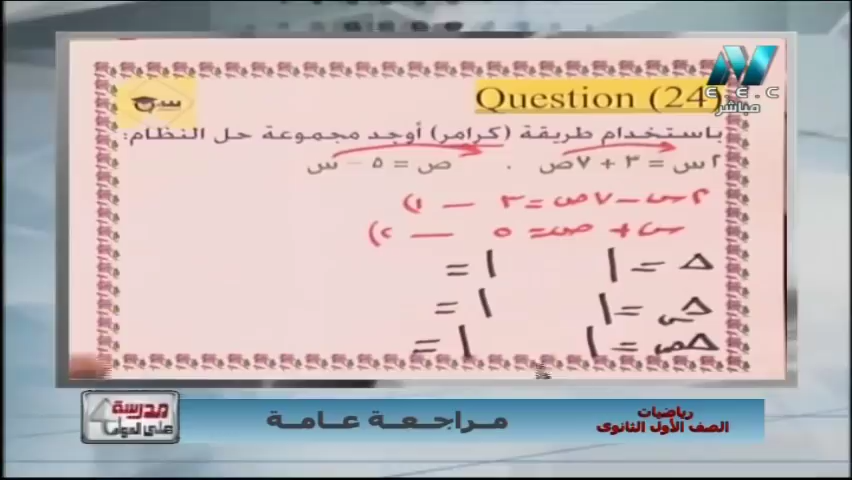 Question (24)
باستخدام طريقة (كرامر) أوجد مجموعة حل النظام:
٢س = ٣ + ٧ص ، ص = ٥ − س
٢س − ٧ص = ٣ — ١)
س + ص = ٥ — ٢)
Δ = | | =
Δس = | | =
Δص = | | =
E.E.C
مباشر
مدرسة
على الهواء
مراجعة عامة
رياضيات
الصف الأول الثانوى